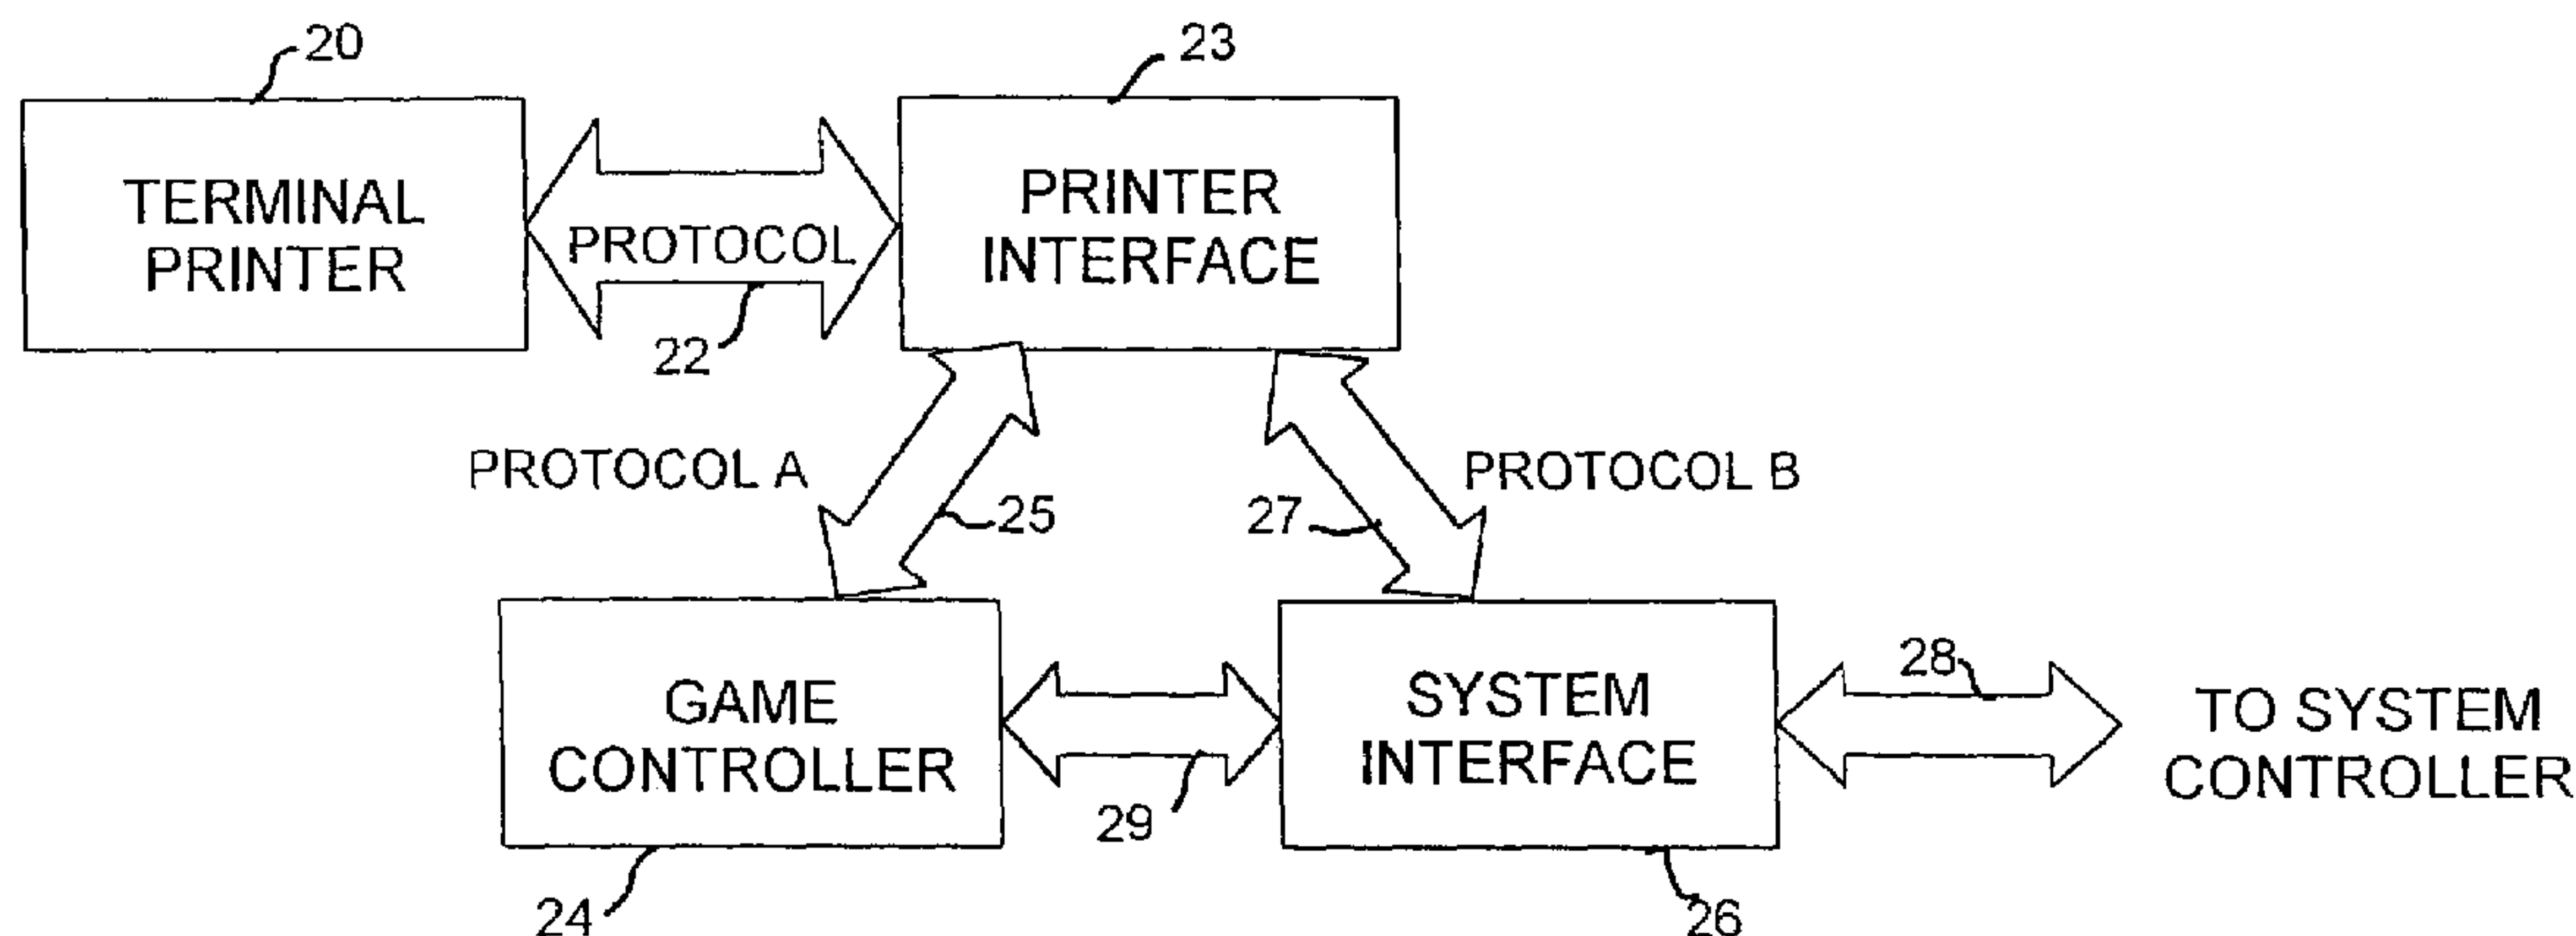 20
23
TERMINAL
PRINTER
PROTOCOL
PRINTER
INTERFACE
22
PROTOCOL A
PROTOCOL B
25
27
GAME
CONTROLLER
SYSTEM
INTERFACE
28
TO SYSTEM
CONTROLLER
29
24
26